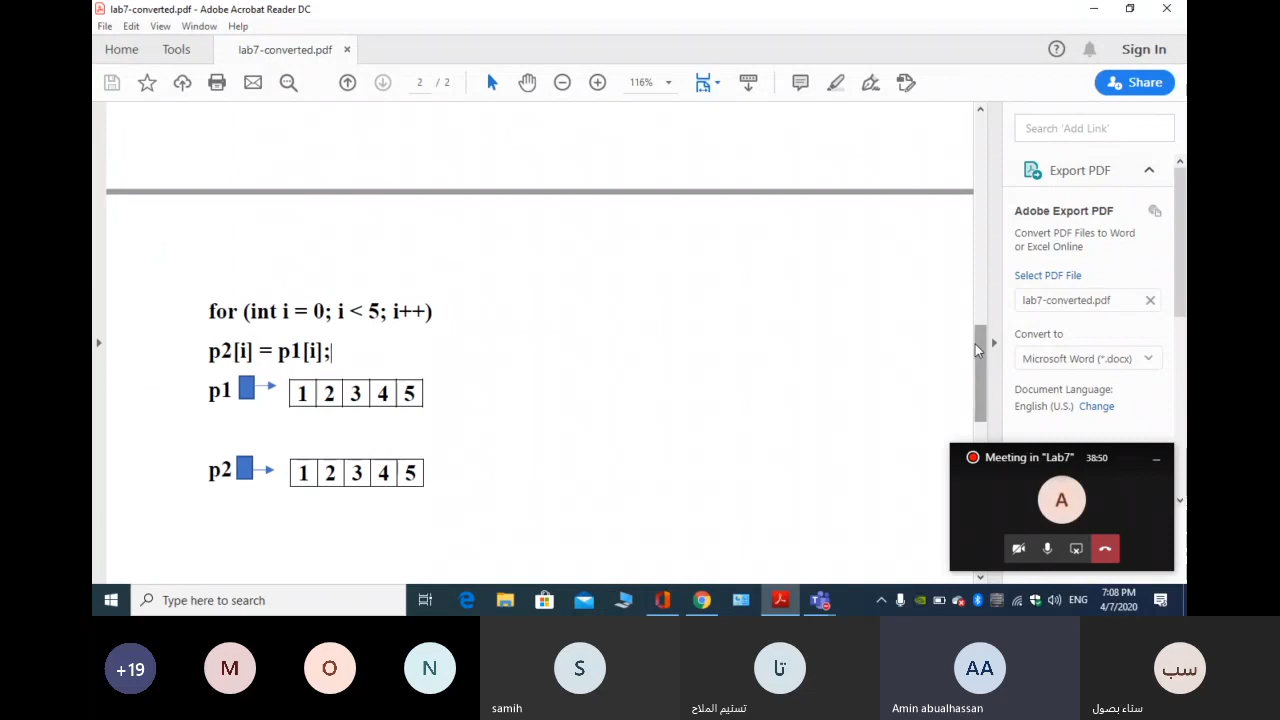 lab7-converted.pdf - Adobe Acrobat Reader DC
File Edit View Window Help
Home Tools lab7-converted.pdf × Sign In
2 / 2 116% Share
Search 'Add Link'
Export PDF
Adobe Export PDF
Convert PDF Files to Word
or Excel Online
Select PDF File
lab7-converted.pdf
Convert to
Microsoft Word (*.docx)
Document Language:
English (U.S.) Change
for (int i = 0; i < 5; i++)
p2[i] = p1[i];
p1 1 2 3 4 5
p2 1 2 3 4 5
Meeting in "Lab7" 38:50
A
Type here to search
ENG
7:08 PM
4/7/2020
+19 M O N S تا AA سب
samih تسنيم الملاح Amin abualhassan سناء بصول